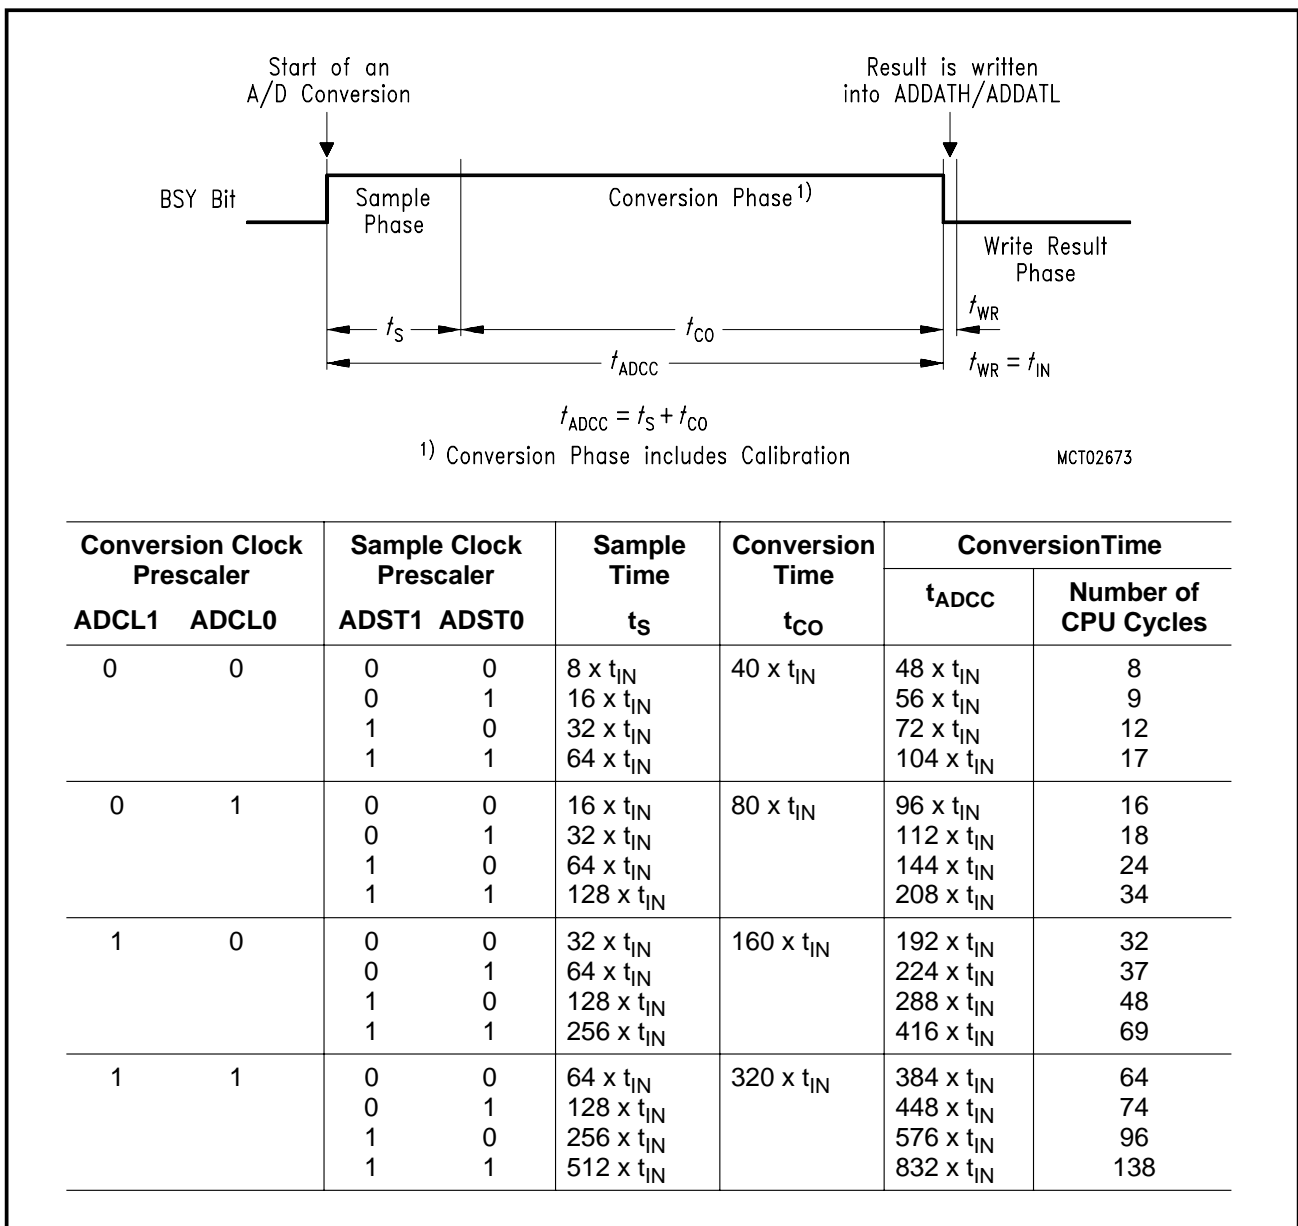 Start of an
A/D Conversion
Result is written
into ADDATH/ADDATL
BSY Bit
Sample
Phase
Conversion Phase1)
Write Result
Phase
tS
tCO
tWR
tADCC
tWR = tIN
tADCC = tS + tCO
1) Conversion Phase includes Calibration
MCT02673
Conversion Clock Prescaler
Sample Clock Prescaler
Sample Time
Conversion Time
ConversionTime
ADCL1 ADCL0 ADST1 ADST0 tS tCO tADCC Number of CPU Cycles
0 0 0 0 8 x tIN 40 x tIN 48 x tIN 8
0 1 16 x tIN 56 x tIN 9
1 0 32 x tIN 72 x tIN 12
1 1 64 x tIN 104 x tIN 17
0 1 0 0 16 x tIN 80 x tIN 96 x tIN 16
0 1 32 x tIN 112 x tIN 18
1 0 64 x tIN 144 x tIN 24
1 1 128 x tIN 208 x tIN 34
1 0 0 0 32 x tIN 160 x tIN 192 x tIN 32
0 1 64 x tIN 224 x tIN 37
1 0 128 x tIN 288 x tIN 48
1 1 256 x tIN 416 x tIN 69
1 1 0 0 64 x tIN 320 x tIN 384 x tIN 64
0 1 128 x tIN 448 x tIN 74
1 0 256 x tIN 576 x tIN 96
1 1 512 x tIN 832 x tIN 138